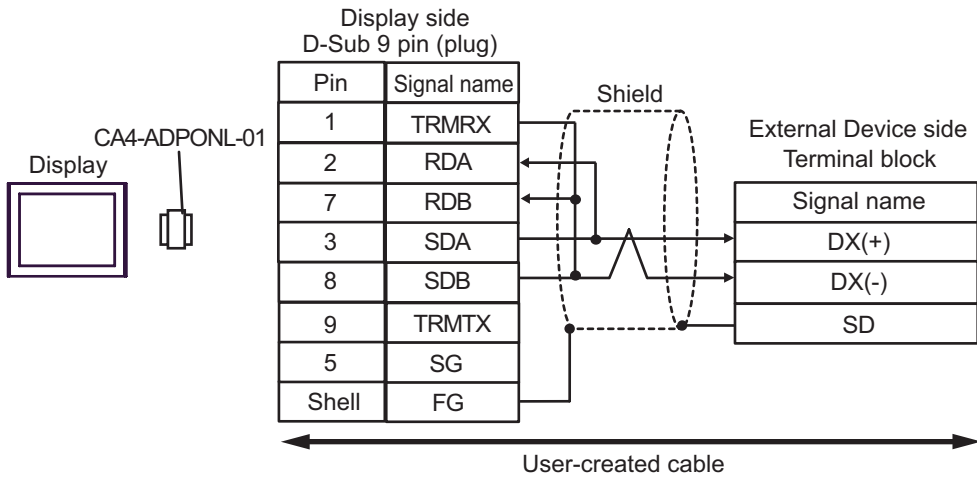 Display side
D-Sub 9 pin (plug)
Pin Signal name
1 TRMRX
2 RDA
7 RDB
3 SDA
8 SDB
9 TRMTX
5 SG
Shell FG
Shield
CA4-ADPONL-01
Display
External Device side
Terminal block
Signal name
DX(+)
DX(-)
SD
User-created cable